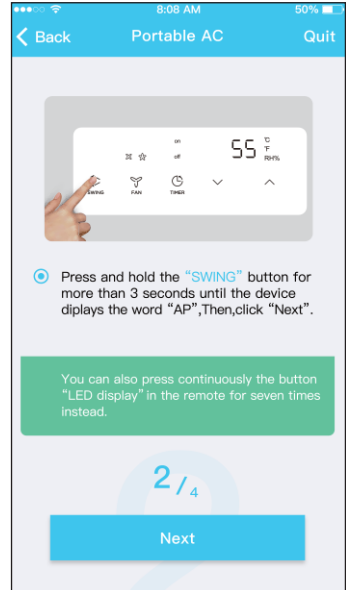 8:08 AM
50%
Back
Portable AC
Quit
on
off
55
°C
°F
RH%
SWING
FAN
TIMER
Press and hold the “SWING” button for
more than 3 seconds until the device
diplays the word “AP”,Then,click “Next”.
You can also press continuously the button
“LED display”in the remote for seven times
instead.
2/4
Next